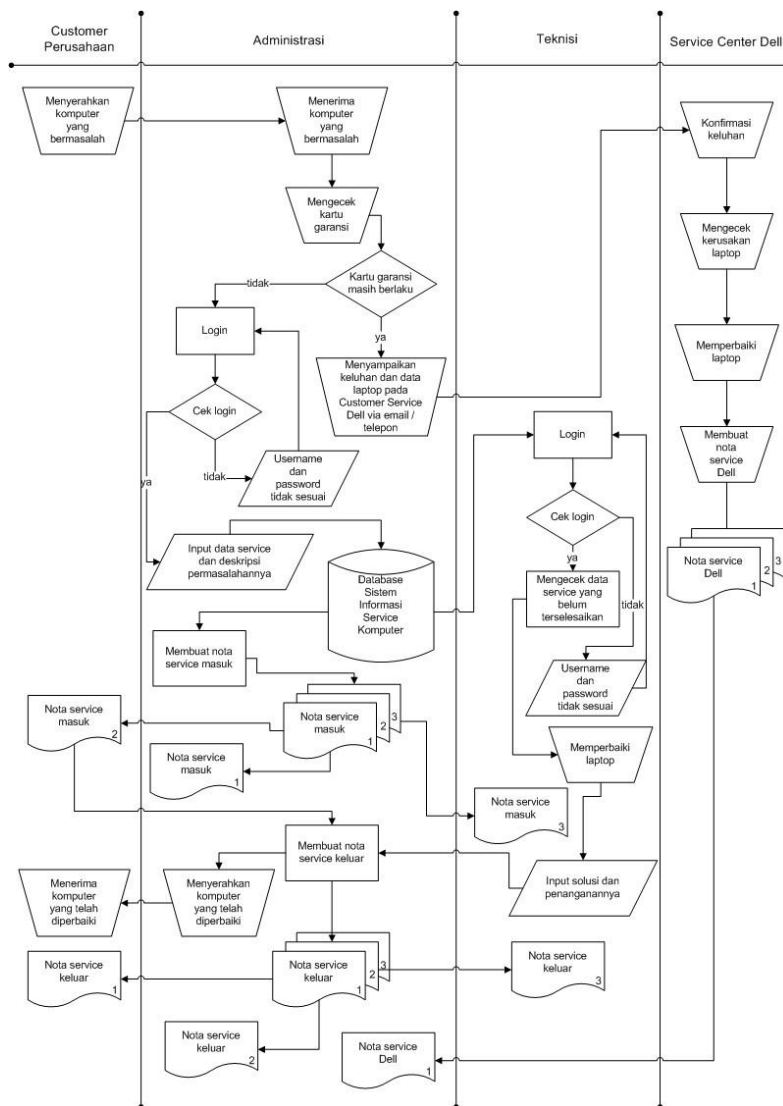 Customer
Perusahaan
Administrasi
Teknisi
Service Center Dell
Menyerahkan
komputer
yang
bermasalah
Menerima
komputer
yang
bermasalah
Konfirmasi
keluhan
Mengecek
kartu
garansi
Mengecek
kerusakan
laptop
Kartu garansi
masih berlaku
tidak
ya
Login
Menyampaikan
keluhan dan data
laptop pada
Customer Service
Dell via email /
telepon
Memperbaiki
laptop
Cek login
tidak
ya
Username
dan
password
tidak sesuai
Login
Membuat
nota
service
Dell
Cek login
ya
tidak
Input data service
dan deskripsi
permasalahannya
Database
Sistem
Informasi
Service
Komputer
Mengecek data
service yang
belum
terselesaikan
Nota service
Dell
1
2
3
Membuat nota
service masuk
Username
dan
password
tidak sesuai
Nota service
masuk
2
Nota service
masuk
1
2
3
Memperbaiki
laptop
Nota service
masuk
1
Nota service
masuk
3
Membuat nota
service keluar
Menerima
komputer
yang telah
diperbaiki
Menyerahkan
komputer
yang telah
diperbaiki
Input solusi dan
penanganannya
Nota service
keluar
1
Nota service
keluar
1
2
3
Nota service
keluar
3
Nota service
keluar
2
Nota service
Dell
1